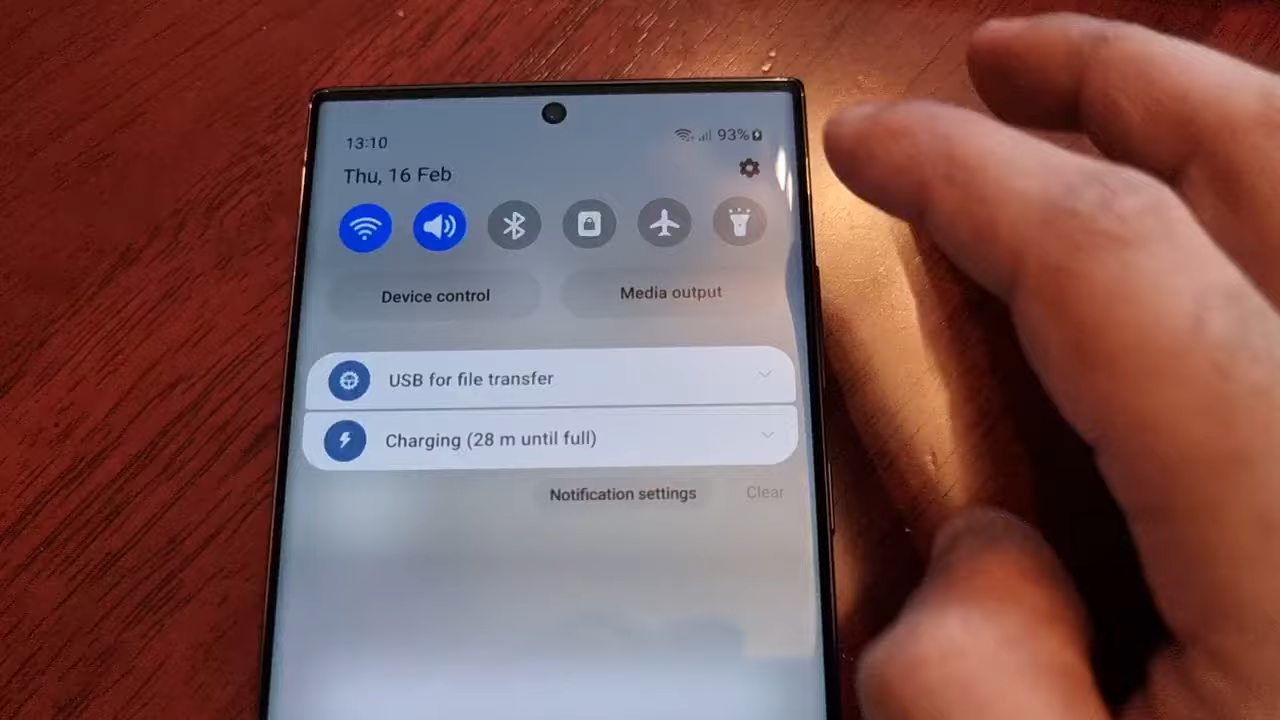 13:10
93%
Thu, 16 Feb
Device control
Media output
USB for file transfer
Charging (28 m until full)
Notification settings
Clear